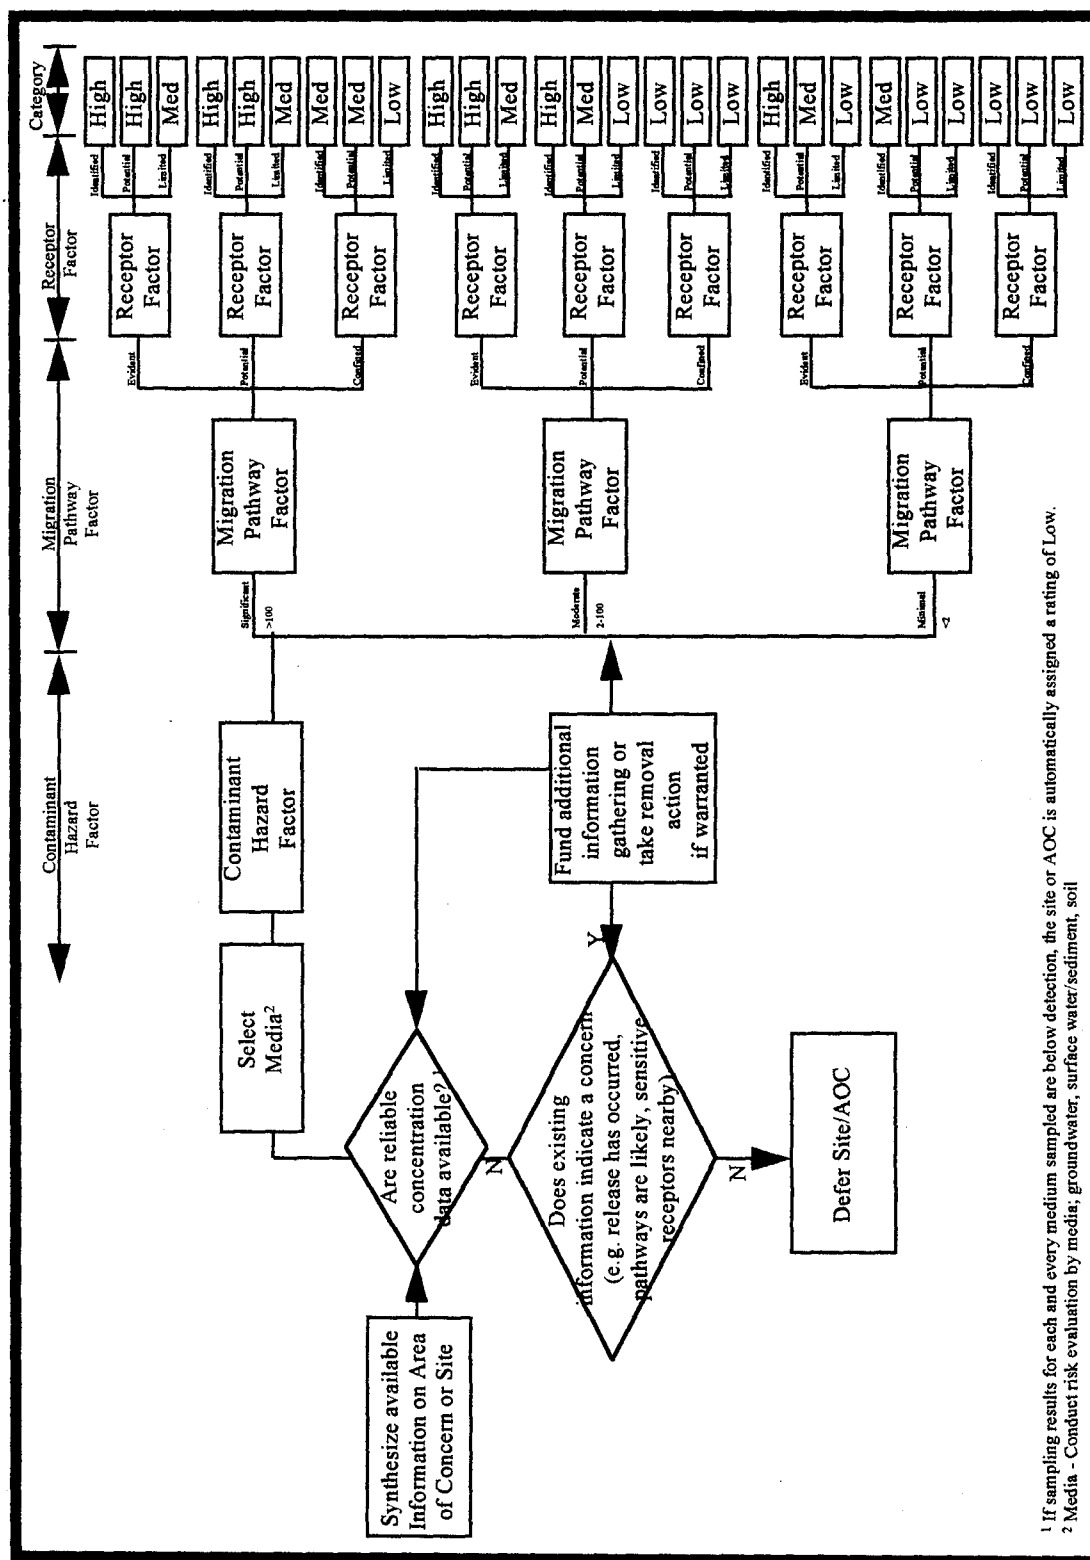 Contaminant
Hazard
Factor
Migration
Pathway
Factor
Receptor
Factor
Category
Synthesize available
Information on Area
of Concern or Site
Are reliable
concentration
data available? 1
N
Does existing
information indicate a concern
(e.g. release has occurred,
pathways are likely, sensitive
receptors nearby)
Y
N
Defer Site/AOC
Fund additional
information
gathering or
take removal
action
if warranted
Select
Media2
Contaminant
Hazard
Factor
Significant
>100
Migration
Pathway
Factor
Evident
Receptor
Factor
Identified
High
Potential
High
Limited
Med
Potential
Receptor
Factor
Identified
High
Potential
High
Limited
Med
Confined
Receptor
Factor
Identified
Med
Potential
Med
Limited
Low
Moderate
2-100
Migration
Pathway
Factor
Evident
Receptor
Factor
Identified
High
Potential
High
Limited
Med
Potential
Receptor
Factor
Identified
High
Potential
Med
Limited
Low
Confined
Receptor
Factor
Identified
Low
Potential
Low
Limited
Low
Minimal
<2
Migration
Pathway
Factor
Evident
Receptor
Factor
Identified
High
Potential
Med
Limited
Low
Potential
Receptor
Factor
Identified
Med
Potential
Low
Limited
Low
Confined
Receptor
Factor
Identified
Low
Potential
Low
Limited
Low
1 If sampling results for each and every medium sampled are below detection, the site or AOC is automatically assigned a rating of Low.
2 Media - Conduct risk evaluation by media; groundwater, surface water/sediment, soil